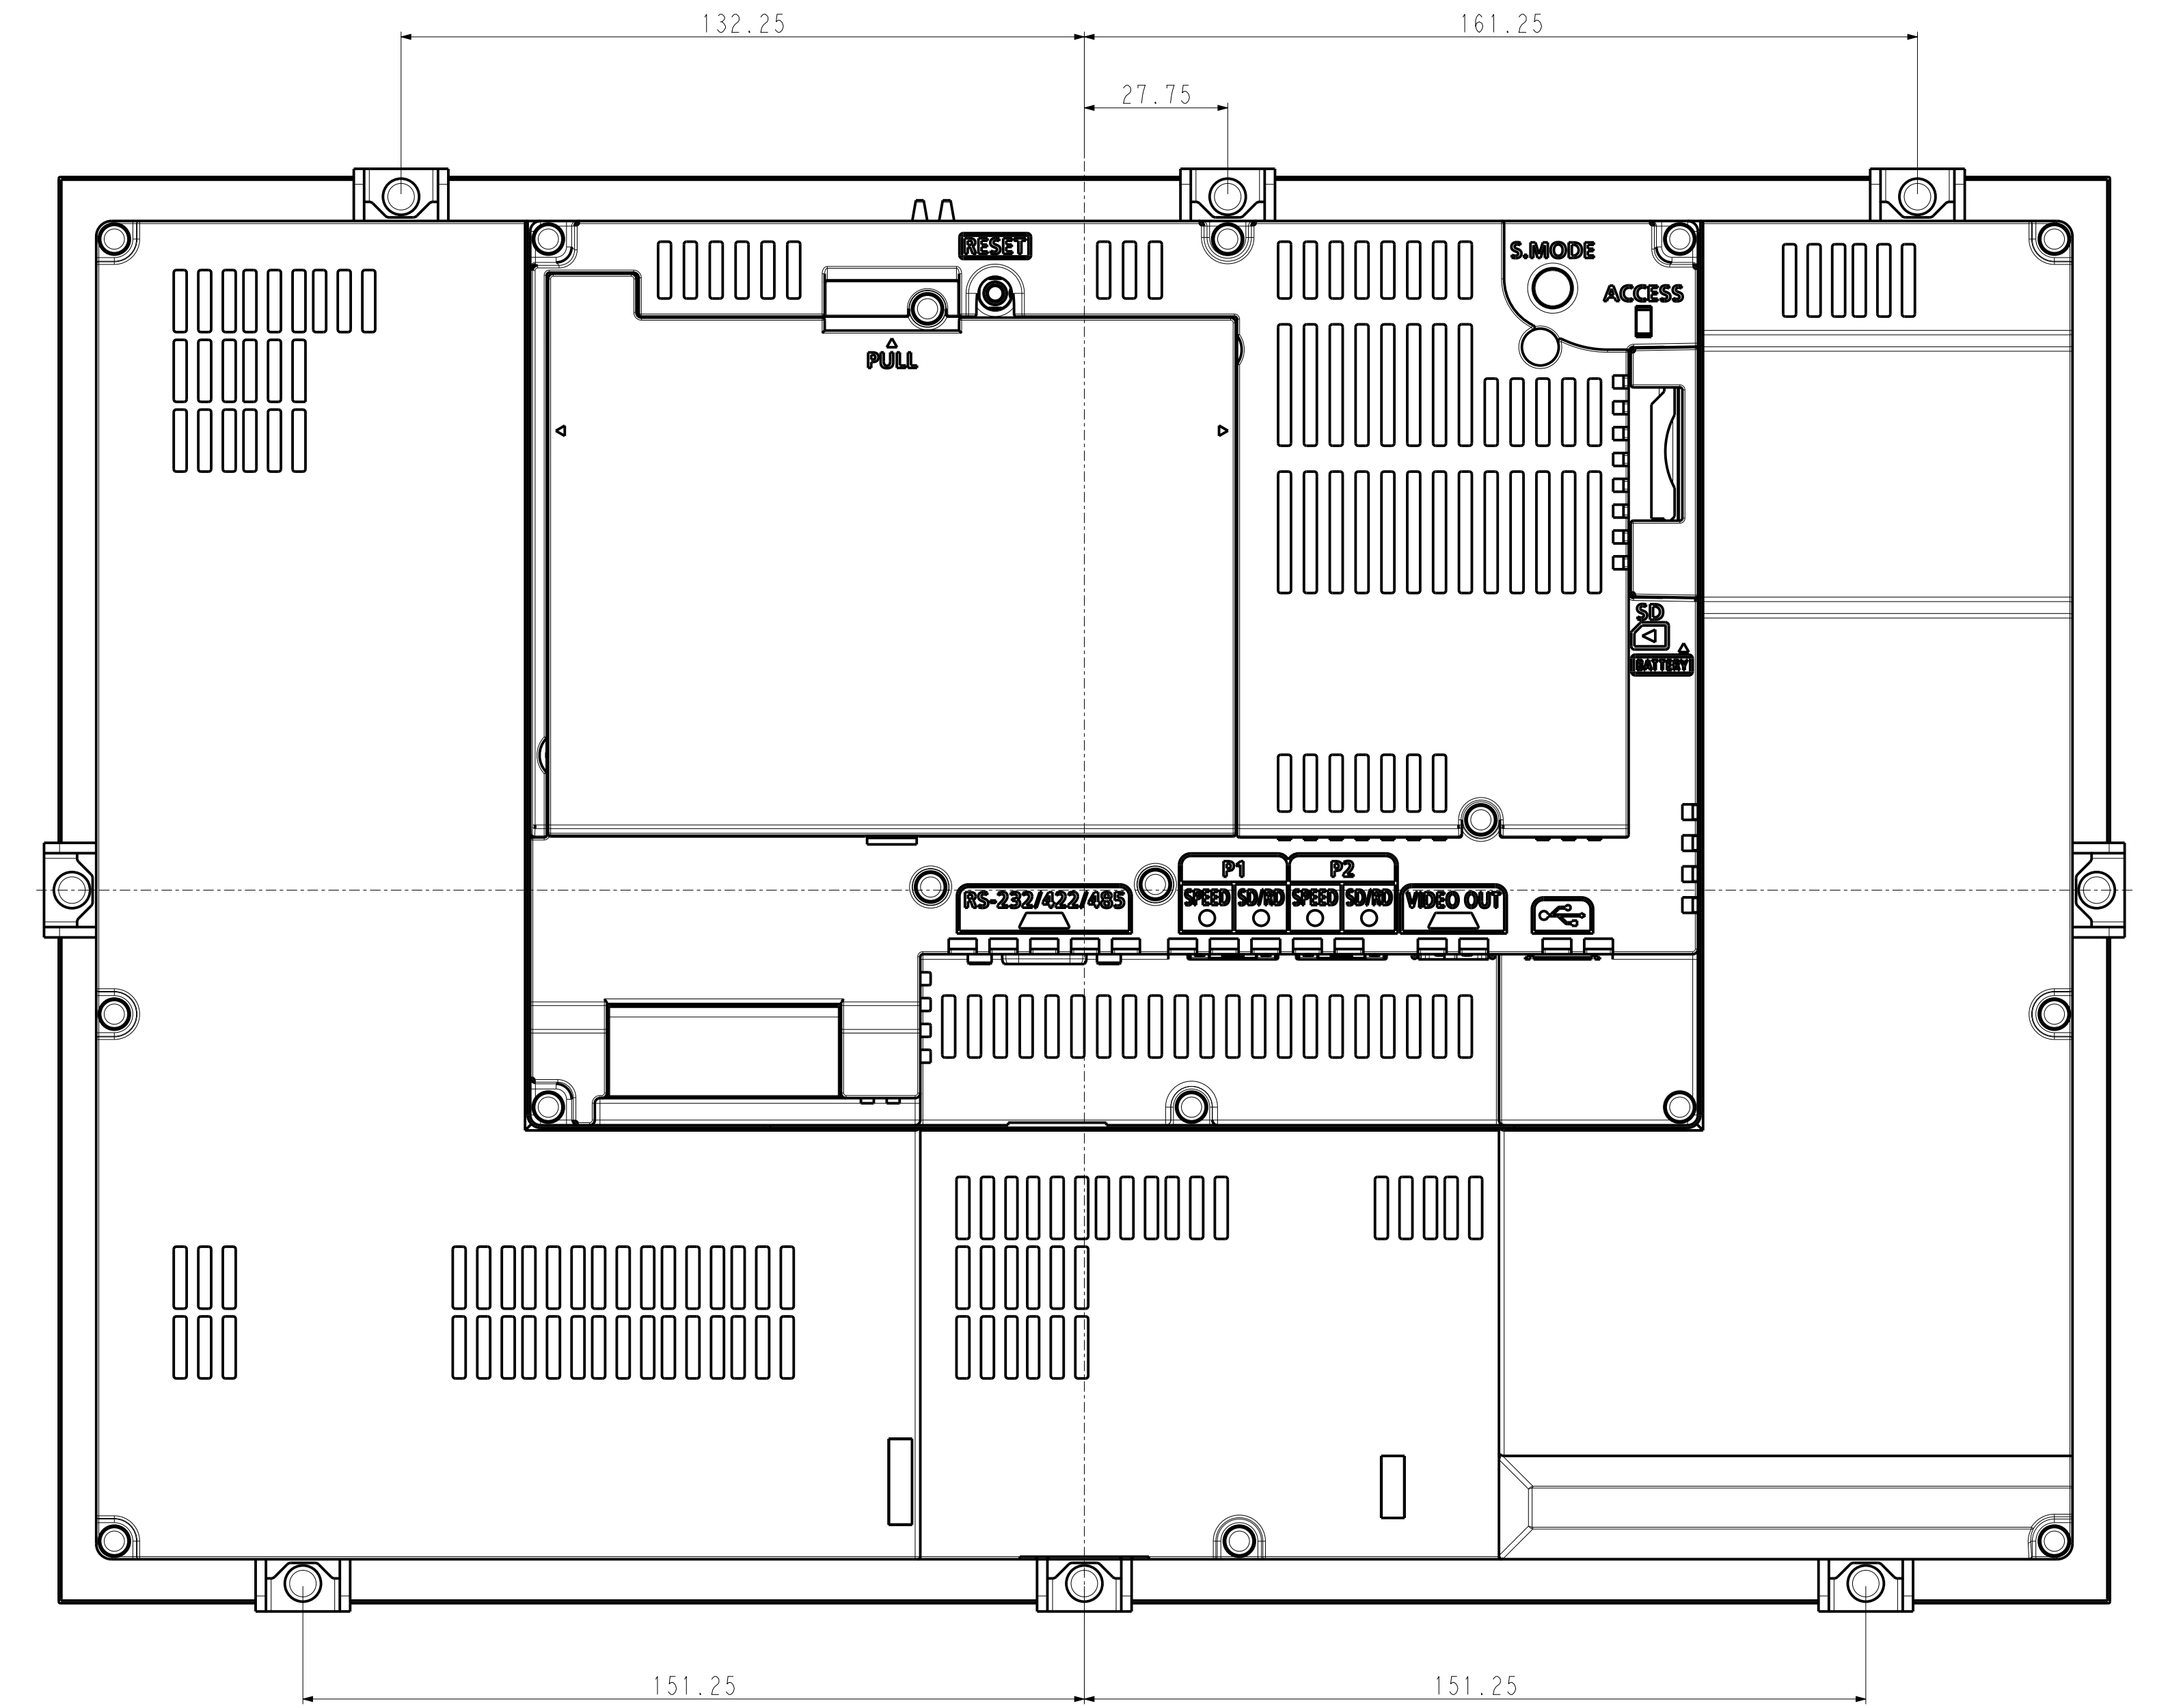 132.25
161.25
27.75
RESET
S.MODE
ACCESS
PULL
SD
BATTERY
P1
P2
RS-232/422/485
SPEED
SD/RD
SPEED
SD/RD
VIDEO OUT
151.25
151.25